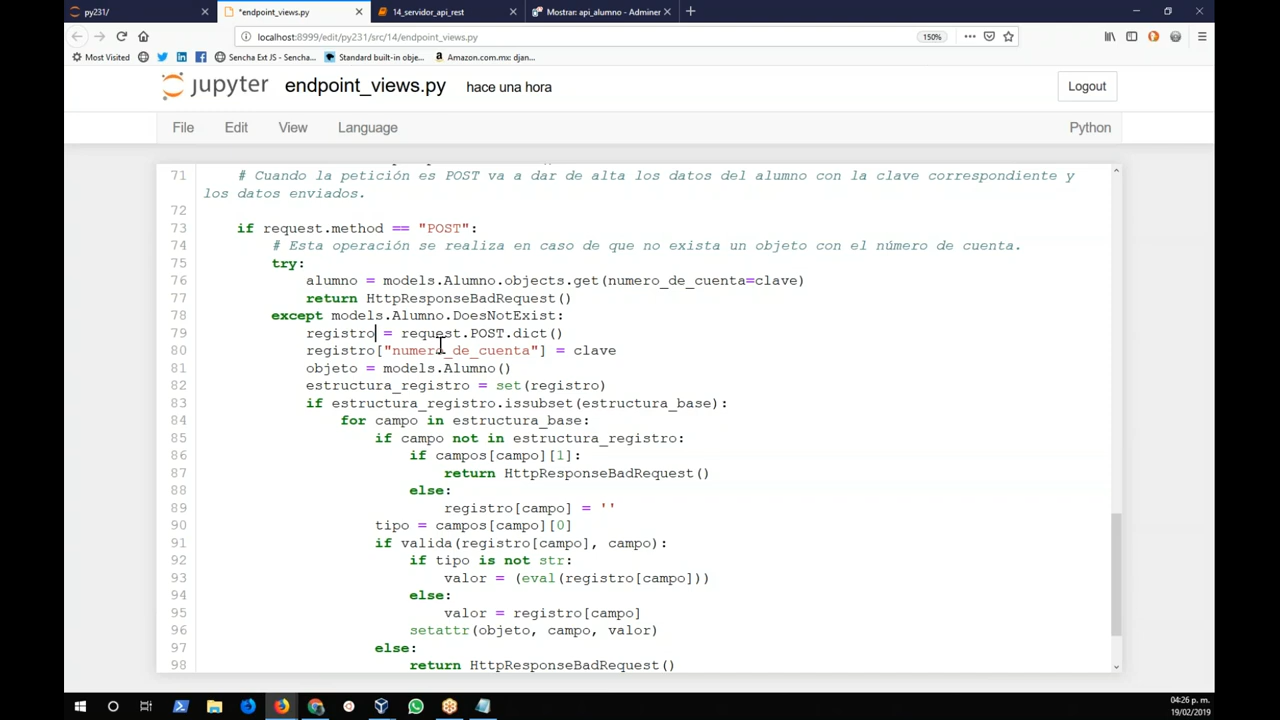 py231/
*endpoint_views.py
14_servidor_api_rest
Mostrar: api_alumno - Adminer
localhost:8999/edit/py231/src/14/endpoint_views.py
150%
Most Visited
Sencha Ext JS - Sencha...
Standard built-in obje...
Amazon.com.mx: djan...
jupyter endpoint_views.py hace una hora
Logout
File Edit View Language
Python
71 # Cuando la petición es POST va a dar de alta los datos del alumno con la clave correspondiente y
los datos enviados.
72
73 if request.method == "POST":
74 # Esta operación se realiza en caso de que no exista un objeto con el número de cuenta.
75 try:
76 alumno = models.Alumno.objects.get(numero_de_cuenta=clave)
77 return HttpResponseBadRequest()
78 except models.Alumno.DoesNotExist:
79 registro = request.POST.dict()
80 registro["numero_de_cuenta"] = clave
81 objeto = models.Alumno()
82 estructura_registro = set(registro)
83 if estructura_registro.issubset(estructura_base):
84 for campo in estructura_base:
85 if campo not in estructura_registro:
86 if campos[campo][1]:
87 return HttpResponseBadRequest()
88 else:
89 registro[campo] = ''
90 tipo = campos[campo][0]
91 if valida(registro[campo], campo):
92 if tipo is not str:
93 valor = (eval(registro[campo]))
94 else:
95 valor = registro[campo]
96 setattr(objeto, campo, valor)
97 else:
98 return HttpResponseBadRequest()
04:26 p. m.
19/02/2019